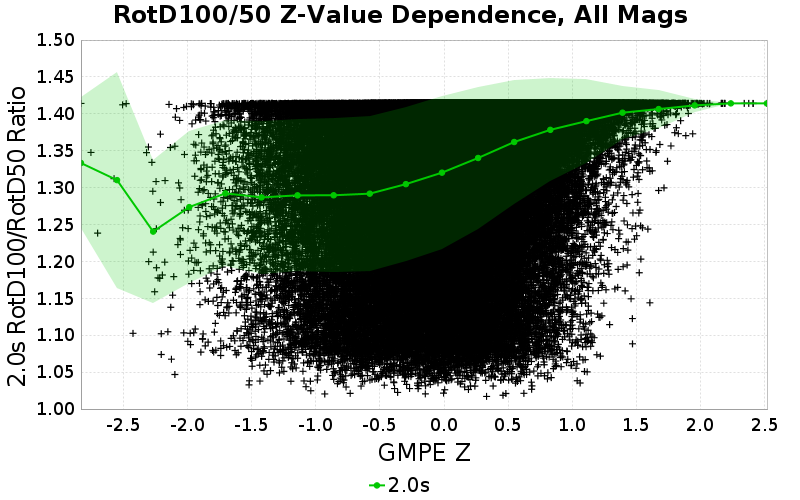 RotD100/50 Z-Value Dependence, All Mags
2.0s RotD100/RotD50 Ratio
1.50
1.45
1.40
1.35
1.30
1.25
1.20
1.15
1.10
1.05
1.00
-2.5 -2.0 -1.5 -1.0 -0.5 0.0 0.5 1.0 1.5 2.0 2.5
GMPE Z
2.0s